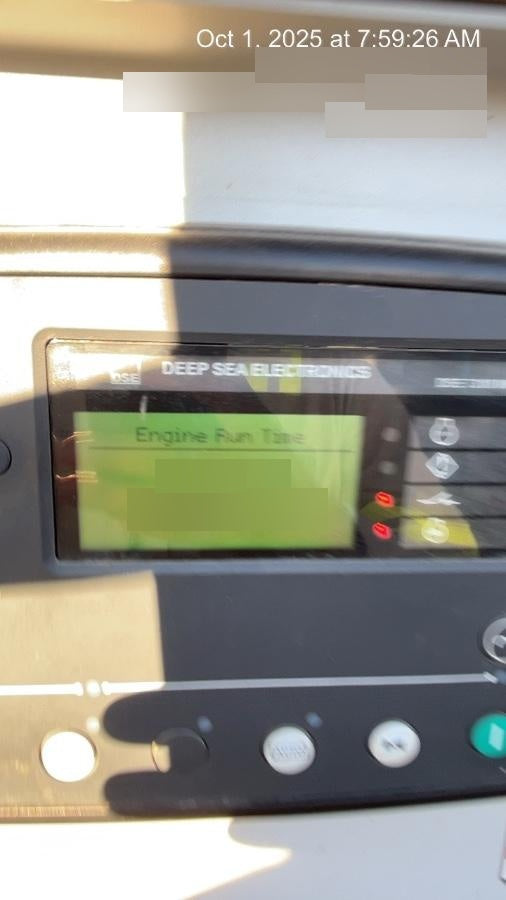 Oct 1, 2025 at 7:59:26 AM
DEEP SEA ELECTRONICS
DSE
Engine Run Time